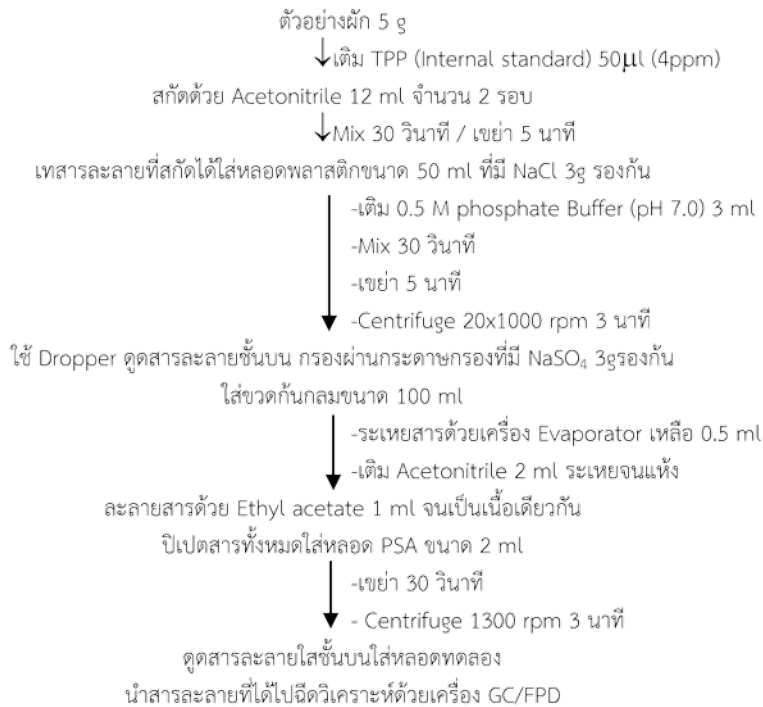 ตัวอย่างผัก 5 g
เติม TPP (Internal standard) 50μl (4ppm)
สกัดด้วย Acetonitrile 12 ml จำนวน 2 รอบ
Mix 30 วินาที / เขย่า 5 นาที
เทสารละลายที่สกัดได้ใส่หลอดพลาสติกขนาด 50 ml ที่มี NaCl 3g รองก้น
-เติม 0.5 M phosphate Buffer (pH 7.0) 3 ml
-Mix 30 วินาที
-เขย่า 5 นาที
-Centrifuge 20x1000 rpm 3 นาที
ใช้ Dropper ดูดสารละลายชั้นบน กรองผ่านกระดาษกรองที่มี NaSO₄ 3gรองก้น
ใส่ขวดก้นกลมขนาด 100 ml
-ระเหยสารด้วยเครื่อง Evaporator เหลือ 0.5 ml
-เติม Acetonitrile 2 ml ระเหยจนแห้ง
ละลายสารด้วย Ethyl acetate 1 ml จนเป็นเนื้อเดียวกัน
ปิเปตสารทั้งหมดใส่หลอด PSA ขนาด 2 ml
-เขย่า 30 วินาที
- Centrifuge 1300 rpm 3 นาที
ดูดสารละลายใสชั้นบนใส่หลอดทดลอง
นำสารละลายที่ได้ไปฉีดวิเคราะห์ด้วยเครื่อง GC/FPD